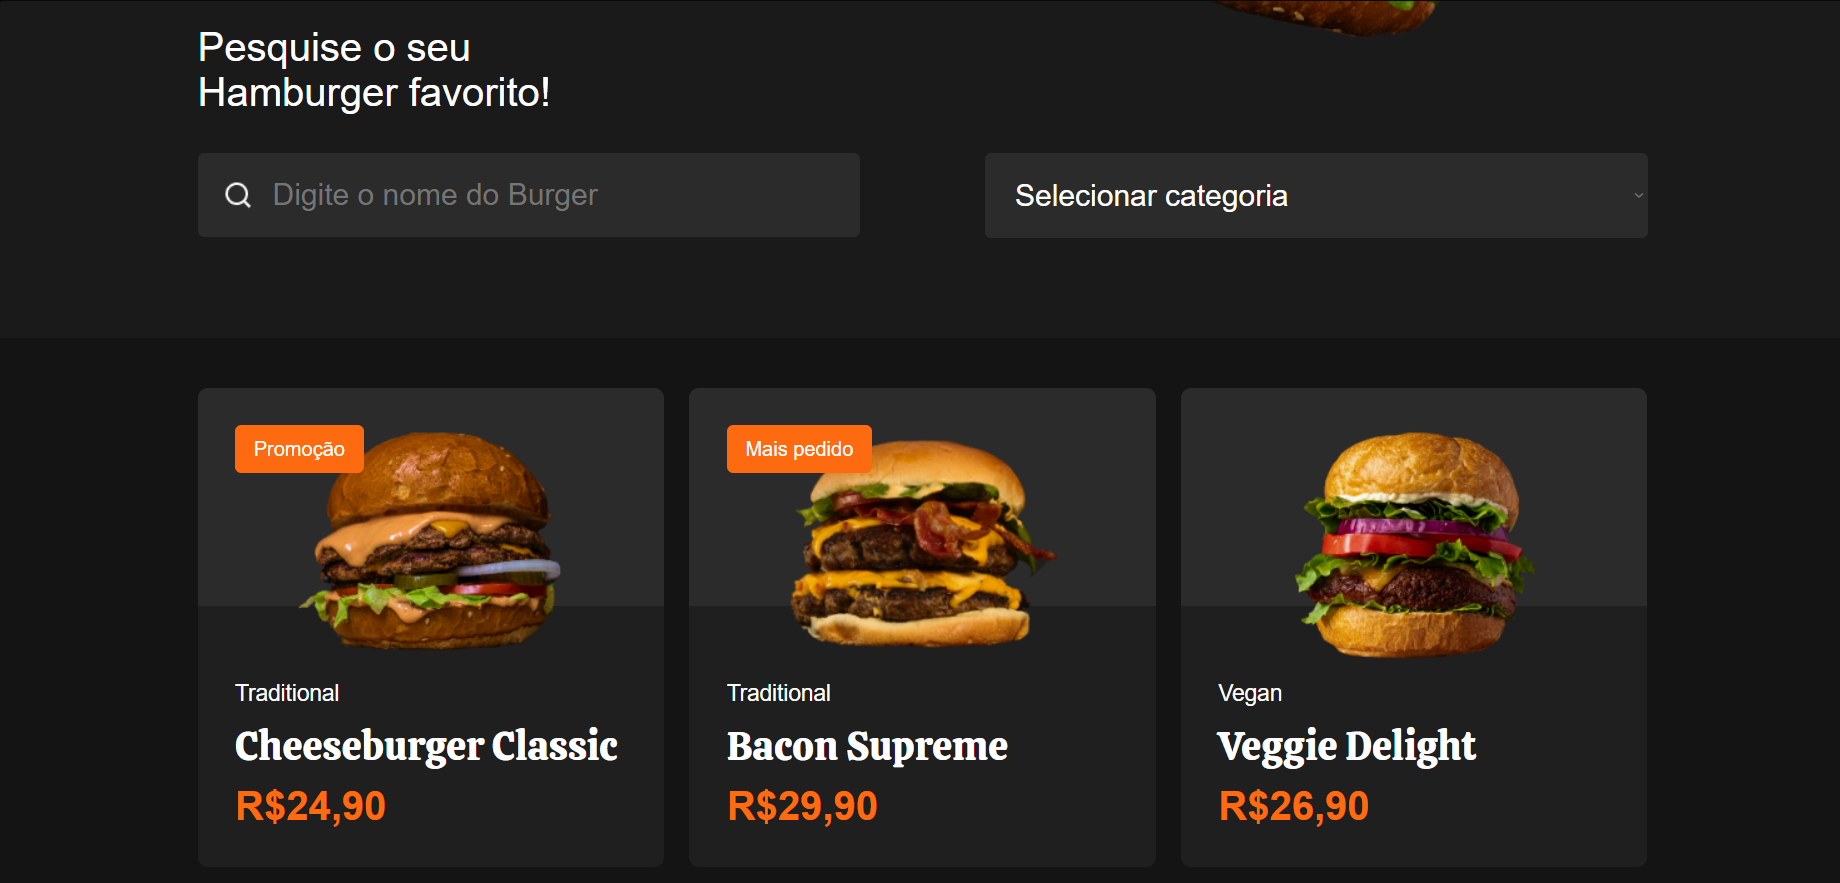 Pesquise o seu
Hamburger favorito!
Digite o nome do Burger
Selecionar categoria
Promoção
Mais pedido
Traditional
Cheeseburger Classic
R$24,90
Traditional
Bacon Supreme
R$29,90
Vegan
Veggie Delight
R$26,90